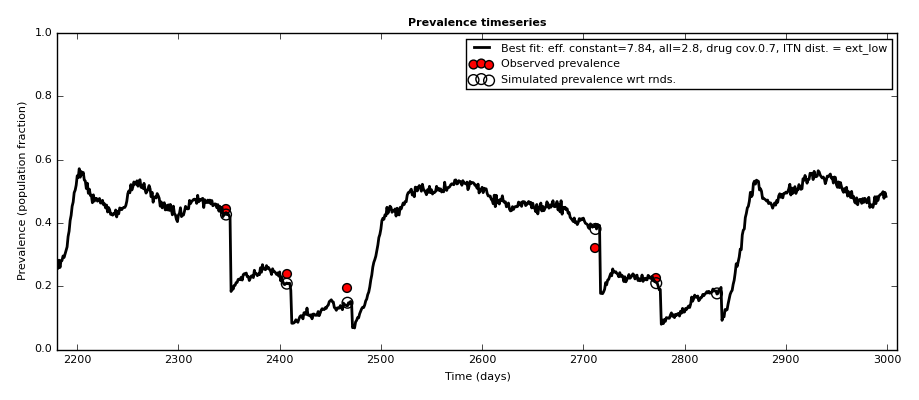 Prevalence timeseries
1.0
0.8
0.6
0.4
0.2
0.0
Prevalence (population fraction)
Best fit: eff. constant=7.84, all=2.8, drug cov.0.7, ITN dist. = ext_low
Observed prevalence
Simulated prevalence wrt rnds.
2200 2300 2400 2500 2600 2700 2800 2900 3000
Time (days)